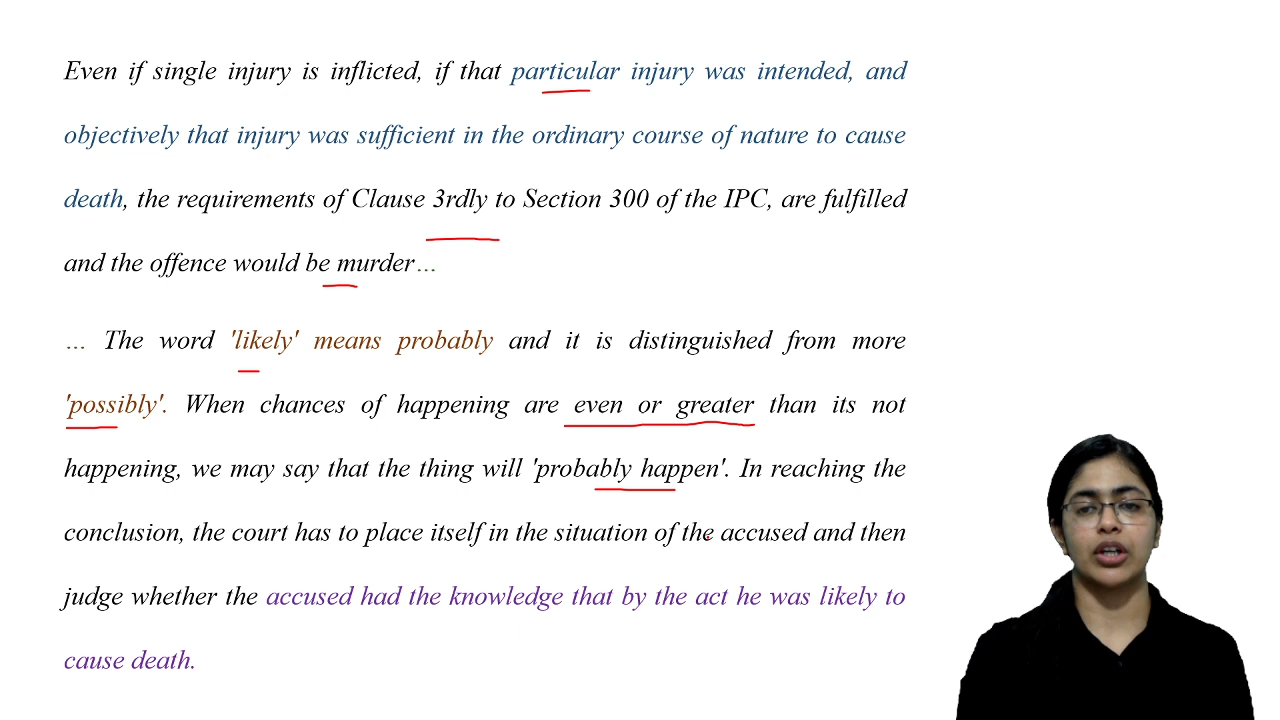 Even if single injury is inflicted, if that particular injury was intended, and
objectively that injury was sufficient in the ordinary course of nature to cause
death, the requirements of Clause 3rdly to Section 300 of the IPC, are fulfilled
and the offence would be murder…
… The word 'likely' means probably and it is distinguished from more
'possibly'. When chances of happening are even or greater than its not
happening, we may say that the thing will 'probably happen'. In reaching the
conclusion, the court has to place itself in the situation of the accused and then
judge whether the accused had the knowledge that by the act he was likely to
cause death.